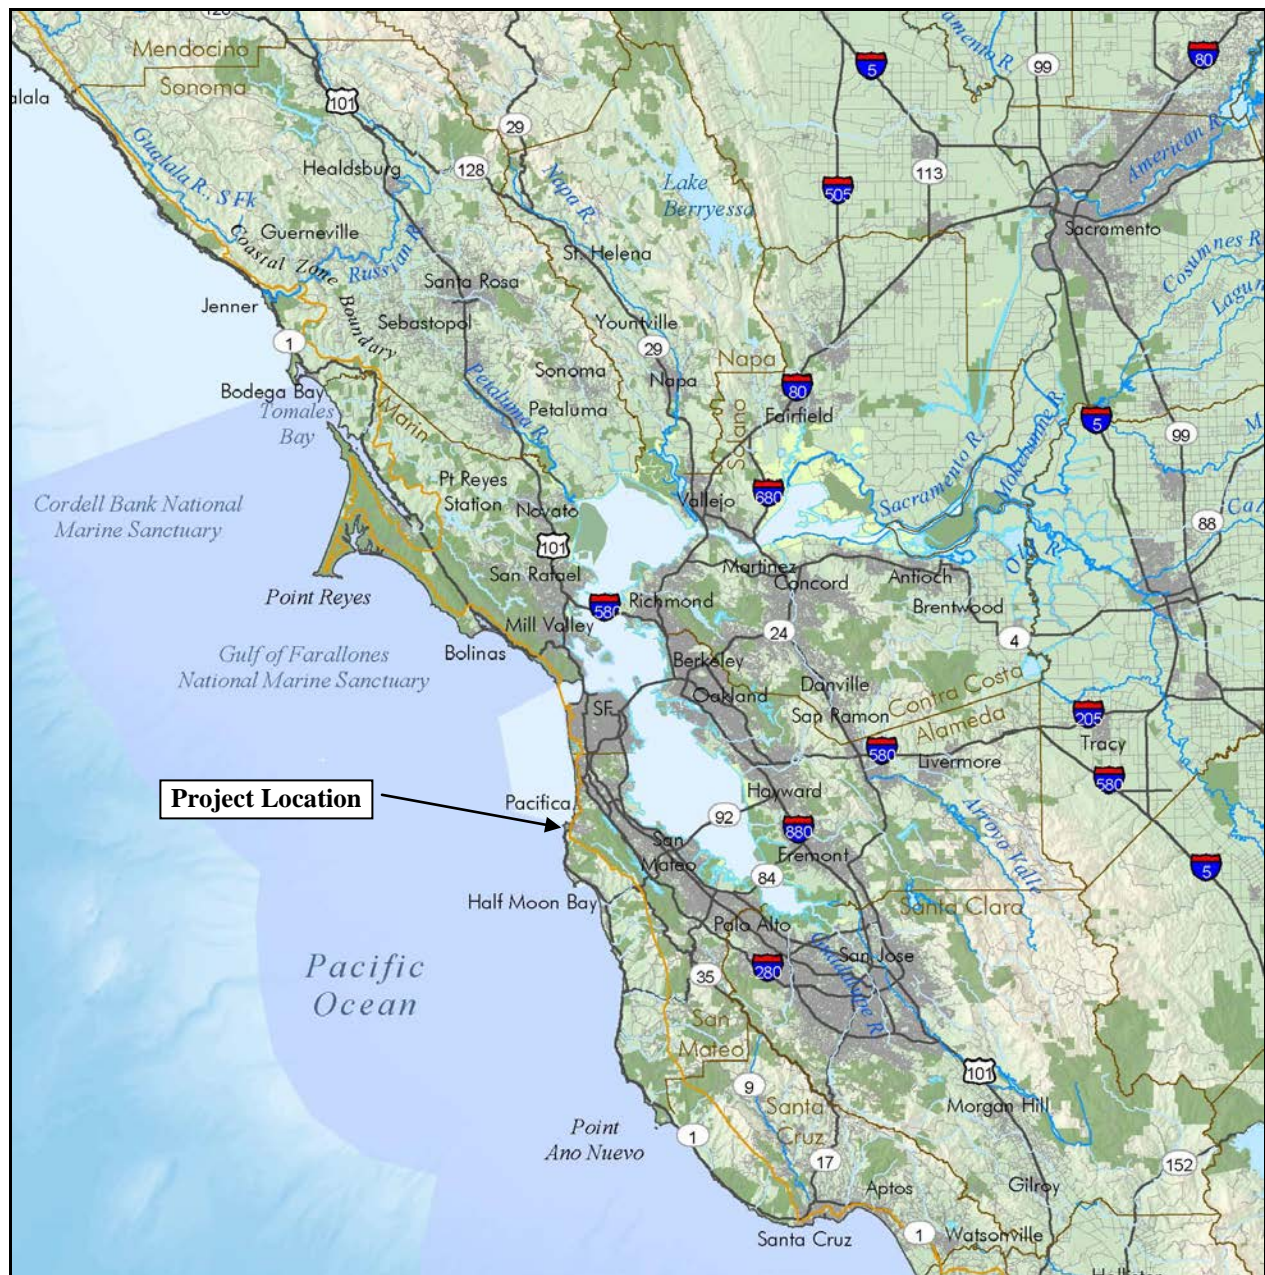 Mendocino
Sonoma
alala
101
29
128
5
99
80
505
113
Healdsburg
Gualala R., S Fk
Napa R.
Lake
Berryessa
American R.
Sacramento
Cosumnes R.
Guerneville
Coastal Zone Boundary
Russian R.
St. Helena
Santa Rosa
Jenner
Sebastopol
Yountville
1
29
Sonoma
Napa
Napa
Solano
80
Fairfield
Bodega Bay
Tomales
Bay
Marin
Petaluma R.
Petaluma
5
99
Pt Reyes
Station
Novato
Vallejo
680
Sacramento R.
Mokelumne R.
88
Cordell Bank National
Marine Sanctuary
101
San Rafael
Martinez
Concord
Antioch
Old R.
Point Reyes
580
Richmond
Brentwood
Mill Valley
24
4
Bolinas
Berkeley
Gulf of Farallones
National Marine Sanctuary
Oakland
Danville
Contra Costa
SF
San Ramon
Alameda
205
Tracy
580
Livermore
580
Project Location
Pacifica
Hayward
92
880
San
Mateo
Fremont
Arroyo Valle
84
5
Half Moon Bay
Santa Clara
Palo Alto
San Jose
Guadalupe R.
Pacific
Ocean
35
280
San
Mateo
101
9
Morgan Hill
Santa
Cruz
Point
Ano Nuevo
1
17
152
Aptos
Gilroy
Santa Cruz
1
Watsonville